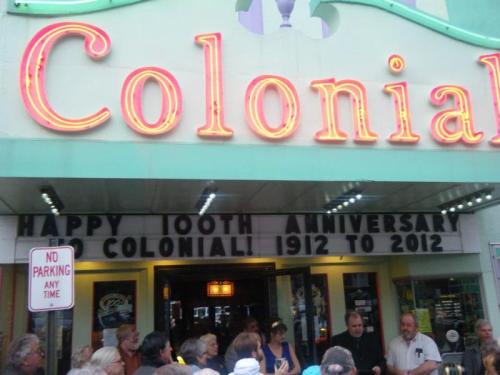 Colonial
HAPPY 100TH ANNIVERSARY
TO COLONIAL! 1912 TO 2012
NO
PARKING
ANY
TIME